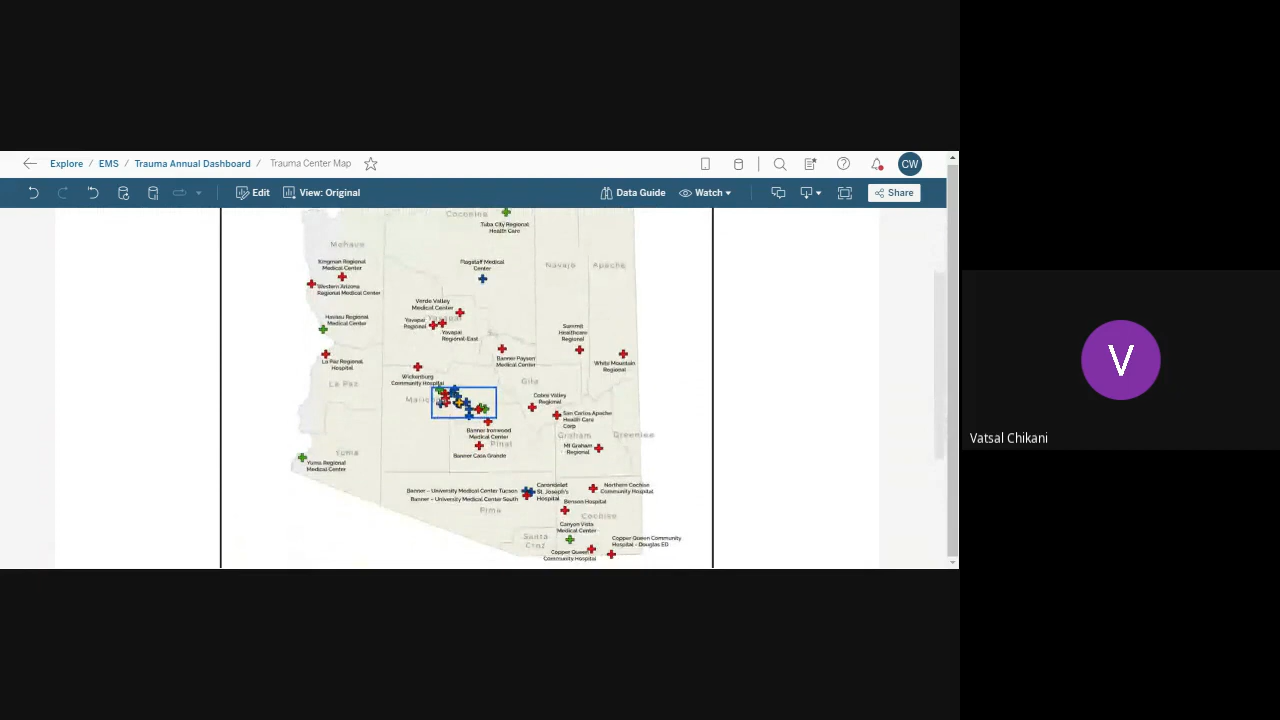 Explore / EMS / Trauma Annual Dashboard / Trauma Center Map
CW
Edit
View: Original
Data Guide
Watch
Share
Coconino
Tuba City Regional
Health Care
Mohave
Kingman Regional
Medical Center
Flagstaff Medical
Center
Navajo
Apache
Western Arizona
Regional Medical Center
Verde Valley
Medical Center
Havasu Regional
Medical Center
Yavapai
Regional
Yavapai
Regional-East
Summit
Healthcare
Regional
La Paz Regional
Hospital
Banner Payson
Medical Center
White Mountain
Regional
Wickenburg
Community Hospital
La Paz
Gila
Cobre Valley
Regional
San Carlos Apache
Health Care
Corp
Banner Ironwood
Medical Center
Pinal
Graham
Greenlee
Mt Graham
Regional
Banner Casa Grande
Yuma
Yuma Regional
Medical Center
Banner - University Medical Center Tucson
Banner - University Medical Center South
Carondelet
St. Joseph's
Hospital
Northern Cochise
Community Hospital
Benson Hospital
Pima
Cochise
Canyon Vista
Medical Center
Santa
Cruz
Copper Queen Community
Hospital - Douglas ED
Copper Queen
Community Hospital
V
Vatsal Chikani